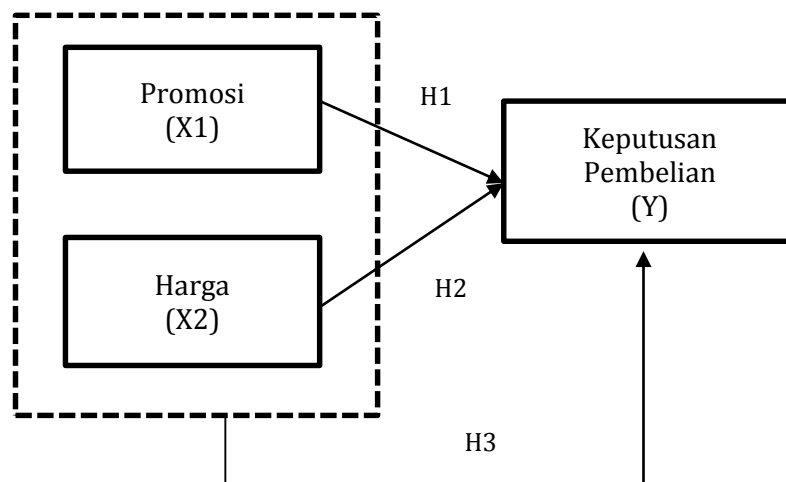 Promosi
(X1)
H1
Keputusan
Pembelian
(Y)
Harga
(X2)
H2
H3